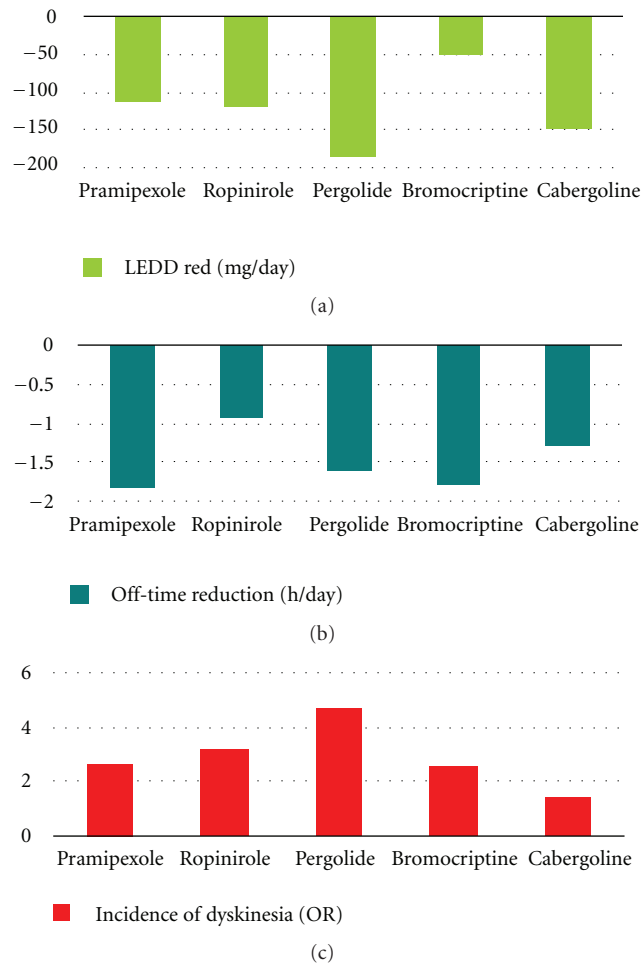 0
−50
−100
−150
−200
Pramipexole Ropinirole Pergolide Bromocriptine Cabergoline
LEDD red (mg/day)
(a)
0
−0.5
−1
−1.5
−2
Pramipexole Ropinirole Pergolide Bromocriptine Cabergoline
Off-time reduction (h/day)
(b)
6
4
2
0
Pramipexole Ropinirole Pergolide Bromocriptine Cabergoline
Incidence of dyskinesia (OR)
(c)